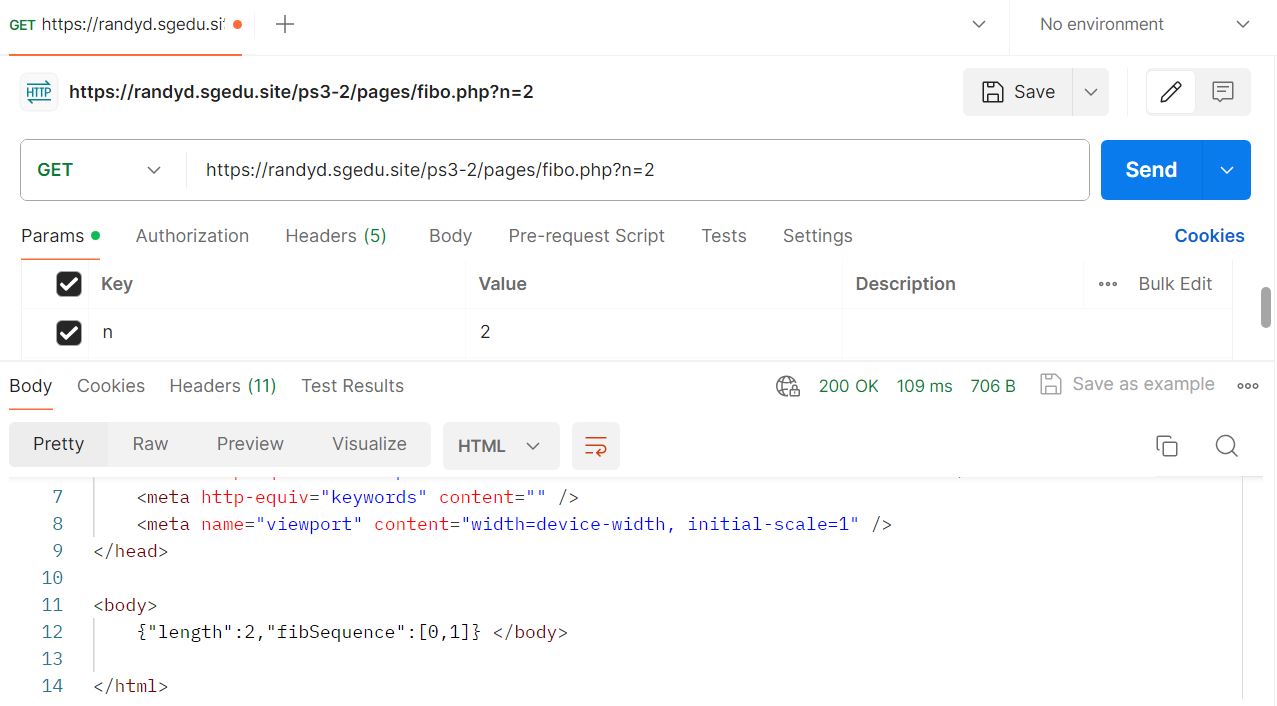 GET https://randyd.sgedu.si
No environment
HTTP https://randyd.sgedu.site/ps3-2/pages/fibo.php?n=2
Save
GET https://randyd.sgedu.site/ps3-2/pages/fibo.php?n=2
Send
Params Authorization Headers (5) Body Pre-request Script Tests Settings Cookies
Key Value Description Bulk Edit
n 2
Body Cookies Headers (11) Test Results 200 OK 109 ms 706 B Save as example
Pretty Raw Preview Visualize HTML
7 <meta http-equiv="keywords" content="" />
8 <meta name="viewport" content="width=device-width, initial-scale=1" />
9 </head>
10
11 <body>
12 {"length":2,"fibSequence":[0,1]} </body>
13
14 </html>